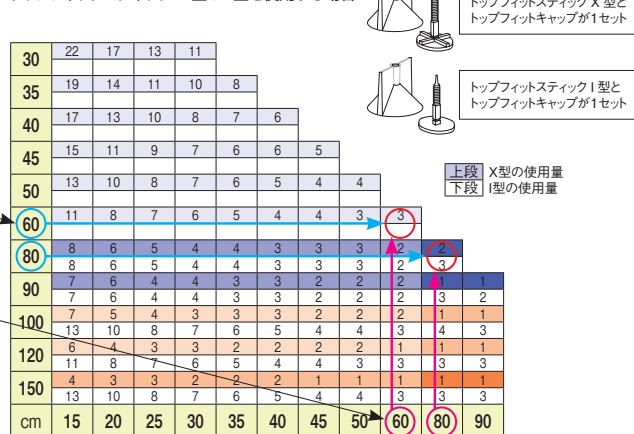 トップフィットスティック X 型と
トップフィットキャップが1セット
トップフィットスティック I 型と
トップフィットキャップが1セット
上段 X型の使用量
下段 I型の使用量
30 22 17 13 11
35 19 14 11 10 8
40 17 13 10 8 7 6
45 15 11 9 7 6 6 5
50 13 10 8 7 6 5 4 4
60 11 8 7 6 5 4 4 3 3
80 8 6 5 4 4 3 3 3 2 2
8 6 5 4 4 3 3 3 2 3
90 7 6 4 4 3 3 2 2 2 1 1
7 6 4 4 3 3 2 2 2 3 2
100 7 5 4 3 3 3 2 2 2 1 1
13 10 8 7 6 5 4 4 3 4 3
120 6 4 3 3 2 2 2 2 1 1 1
11 8 7 6 5 4 4 3 3 3 3
150 4 3 3 2 2 2 1 1 1 1 1
13 10 8 7 6 5 4 4 3 3 3
cm 15 20 25 30 35 40 45 50 60 80 90